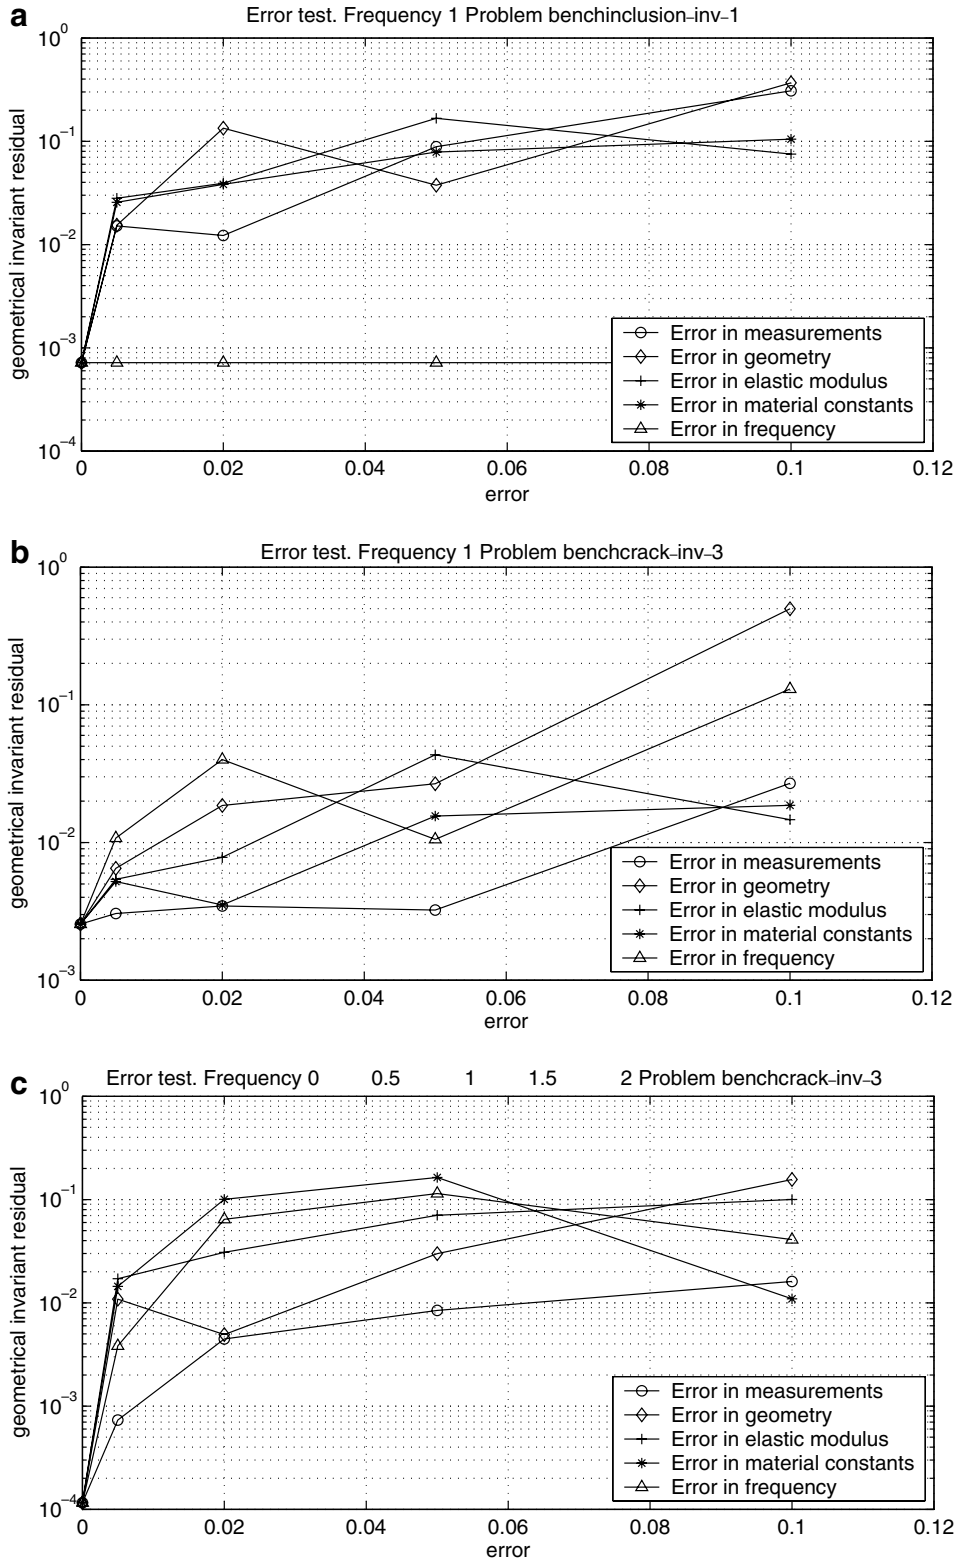 a
Error test. Frequency 1 Problem benchinclusion–inv–1
geometrical invariant residual
10^0
10^−1
10^−2
10^−3
10^−4
Error in measurements
Error in geometry
Error in elastic modulus
Error in material constants
Error in frequency
0 0.02 0.04 0.06 0.08 0.1 0.12
error
b
Error test. Frequency 1 Problem benchcrack–inv–3
geometrical invariant residual
10^0
10^−1
10^−2
10^−3
Error in measurements
Error in geometry
Error in elastic modulus
Error in material constants
Error in frequency
0 0.02 0.04 0.06 0.08 0.1 0.12
error
c
Error test. Frequency 0 0.5 1 1.5 2 Problem benchcrack–inv–3
geometrical invariant residual
10^0
10^−1
10^−2
10^−3
10^−4
Error in measurements
Error in geometry
Error in elastic modulus
Error in material constants
Error in frequency
0 0.02 0.04 0.06 0.08 0.1 0.12
error